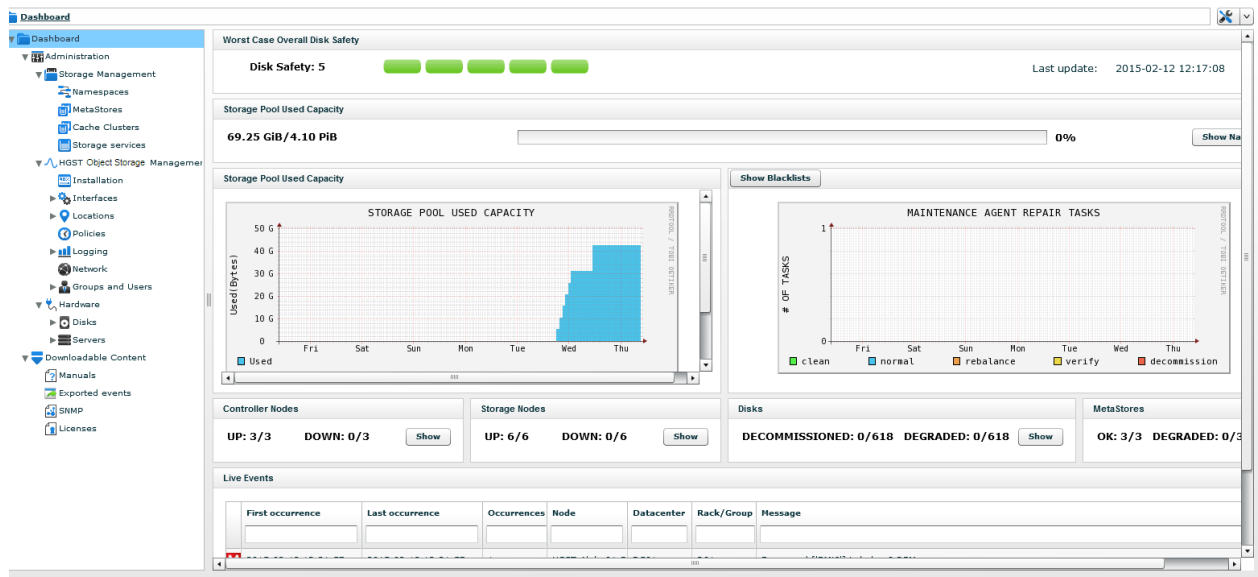 Dashboard
Dashboard
Administration
Storage Management
Namespaces
MetaStores
Cache Clusters
Storage services
HGST Object Storage Managemen
Installation
Interfaces
Locations
Policies
Logging
Network
Groups and Users
Hardware
Disks
Servers
Downloadable Content
Manuals
Exported events
SNMP
Licenses
Worst Case Overall Disk Safety
Disk Safety: 5
Last update: 2015-02-12 12:17:08
Storage Pool Used Capacity
69.25 GiB/4.10 PiB
0%
Show Na
Storage Pool Used Capacity
STORAGE POOL USED CAPACITY
RRDTOOL / TOBI OETIKER
Used(Bytes)
50 G
40 G
30 G
20 G
10 G
0
Fri Sat Sun Mon Tue Wed Thu
Used
Show Blacklists
MAINTENANCE AGENT REPAIR TASKS
RRDTOOL / TOBI OETIKER
# OF TASKS
1
0
Fri Sat Sun Mon Tue Wed Thu
clean normal rebalance verify decommission
Controller Nodes
UP: 3/3 DOWN: 0/3 Show
Storage Nodes
UP: 6/6 DOWN: 0/6 Show
Disks
DECOMMISSIONED: 0/618 DEGRADED: 0/618 Show
MetaStores
OK: 3/3 DEGRADED: 0/3
Live Events
First occurrence Last occurrence Occurrences Node Datacenter Rack/Group Message